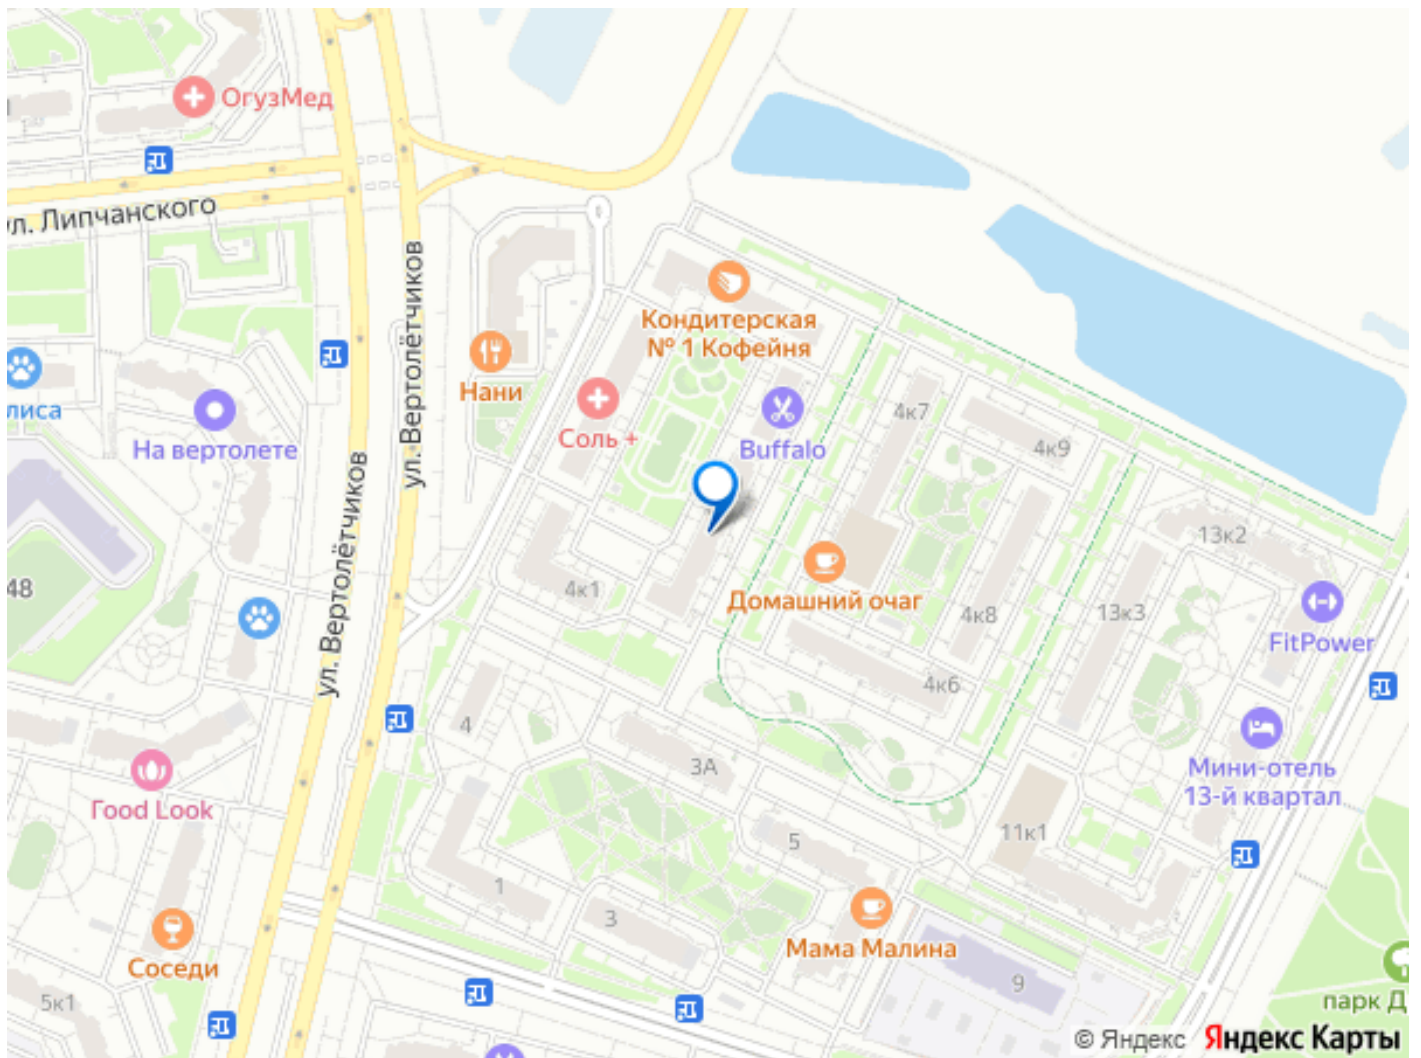 ОгузМед
ул. Липчанского
ул. Вертолётчиков
Кондитерская
№ 1 Кофейня
Нани
лиса
На вертолете
Соль +
Buffalo
4к7
4к9
13к2
48
ул. Вертолётчиков
4к1
Домашний очаг
4к8
13к3
FitPower
4к6
4
3А
Мини-отель
13-й квартал
Гood Look
5
11к1
1
3
Мама Малина
Соседи
9
5к1
парк Д
© Яндекс Яндекс Карты